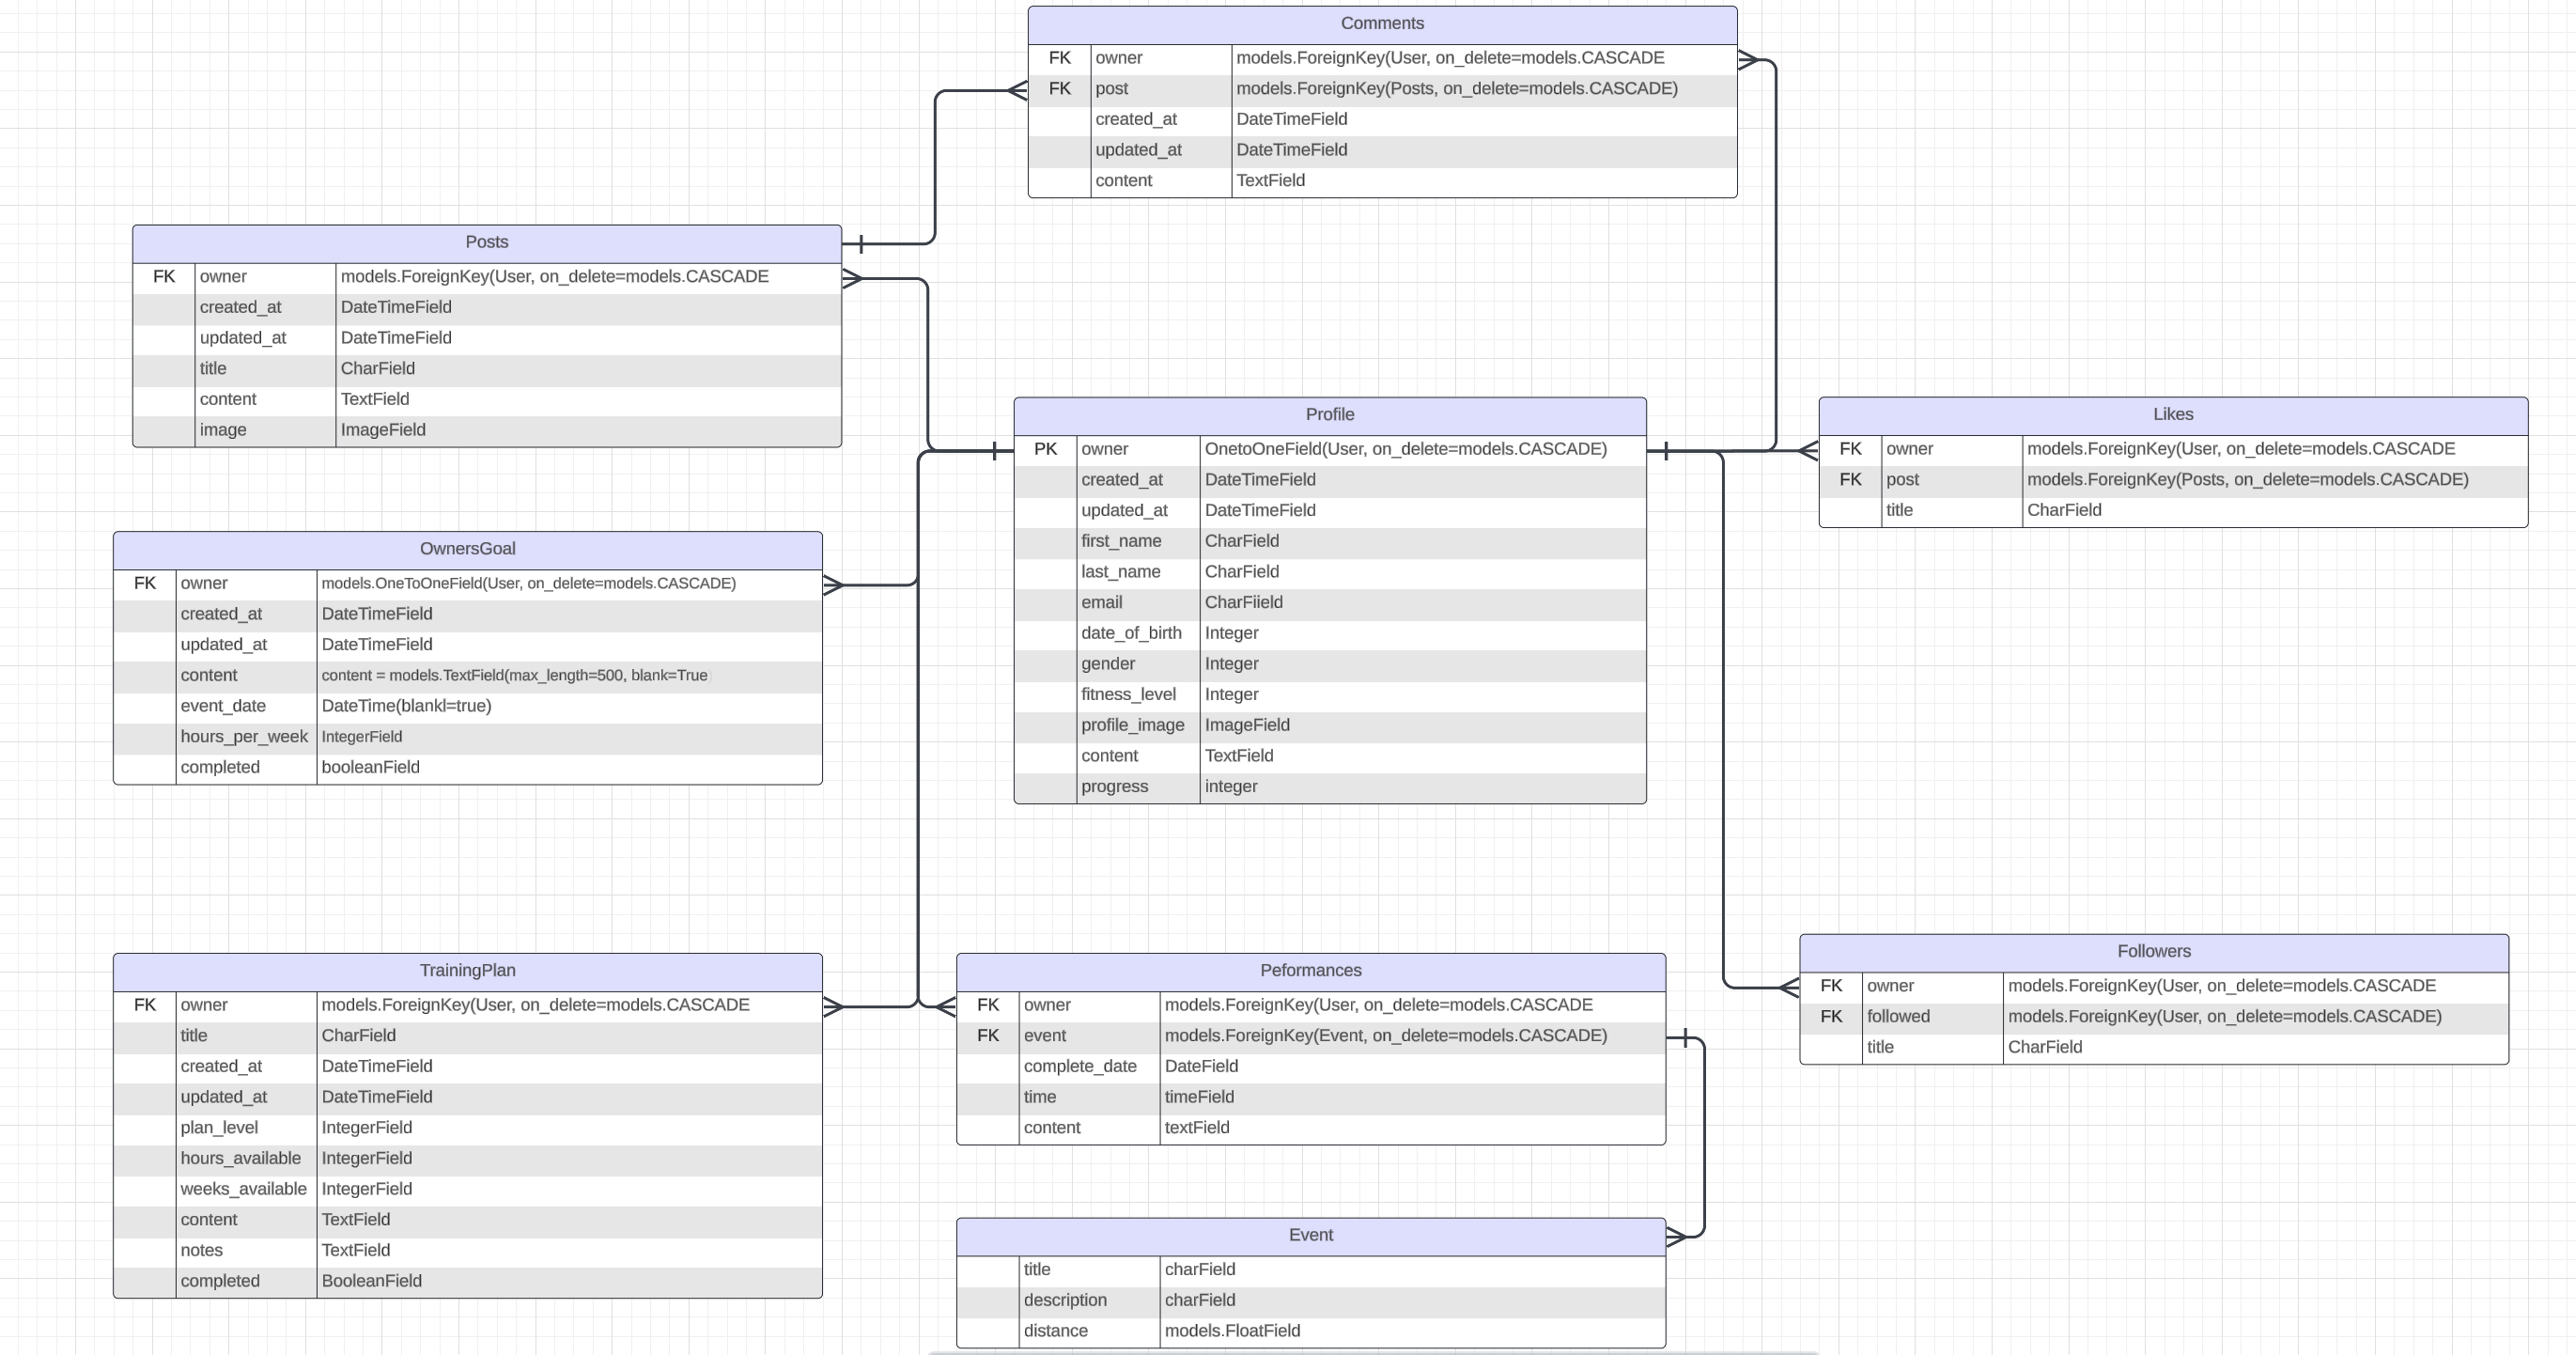 Comments
FK owner models.ForeignKey(User, on_delete=models.CASCADE
FK post models.ForeignKey(Posts, on_delete=models.CASCADE)
created_at DateTimeField
updated_at DateTimeField
content TextField
Posts
FK owner models.ForeignKey(User, on_delete=models.CASCADE
created_at DateTimeField
updated_at DateTimeField
title CharField
content TextField
image ImageField
Profile
PK owner OnetoOneField(User, on_delete=models.CASCADE)
created_at DateTimeField
updated_at DateTimeField
first_name CharField
last_name CharField
email CharFiield
date_of_birth Integer
gender Integer
fitness_level Integer
profile_image ImageField
content TextField
progress integer
Likes
FK owner models.ForeignKey(User, on_delete=models.CASCADE
FK post models.ForeignKey(Posts, on_delete=models.CASCADE)
title CharField
OwnersGoal
FK owner models.OneToOneField(User, on_delete=models.CASCADE)
created_at DateTimeField
updated_at DateTimeField
content content = models.TextField(max_length=500, blank=True
event_date DateTime(blankl=true)
hours_per_week IntegerField
completed booleanField
TrainingPlan
FK owner models.ForeignKey(User, on_delete=models.CASCADE
title CharField
created_at DateTimeField
updated_at DateTimeField
plan_level IntegerField
hours_available IntegerField
weeks_available IntegerField
content TextField
notes TextField
completed BooleanField
Peformances
FK owner models.ForeignKey(User, on_delete=models.CASCADE
FK event models.ForeignKey(Event, on_delete=models.CASCADE)
complete_date DateField
time timeField
content textField
Followers
FK owner models.ForeignKey(User, on_delete=models.CASCADE
FK followed models.ForeignKey(User, on_delete=models.CASCADE)
title CharField
Event
title charField
description charField
distance models.FloatField